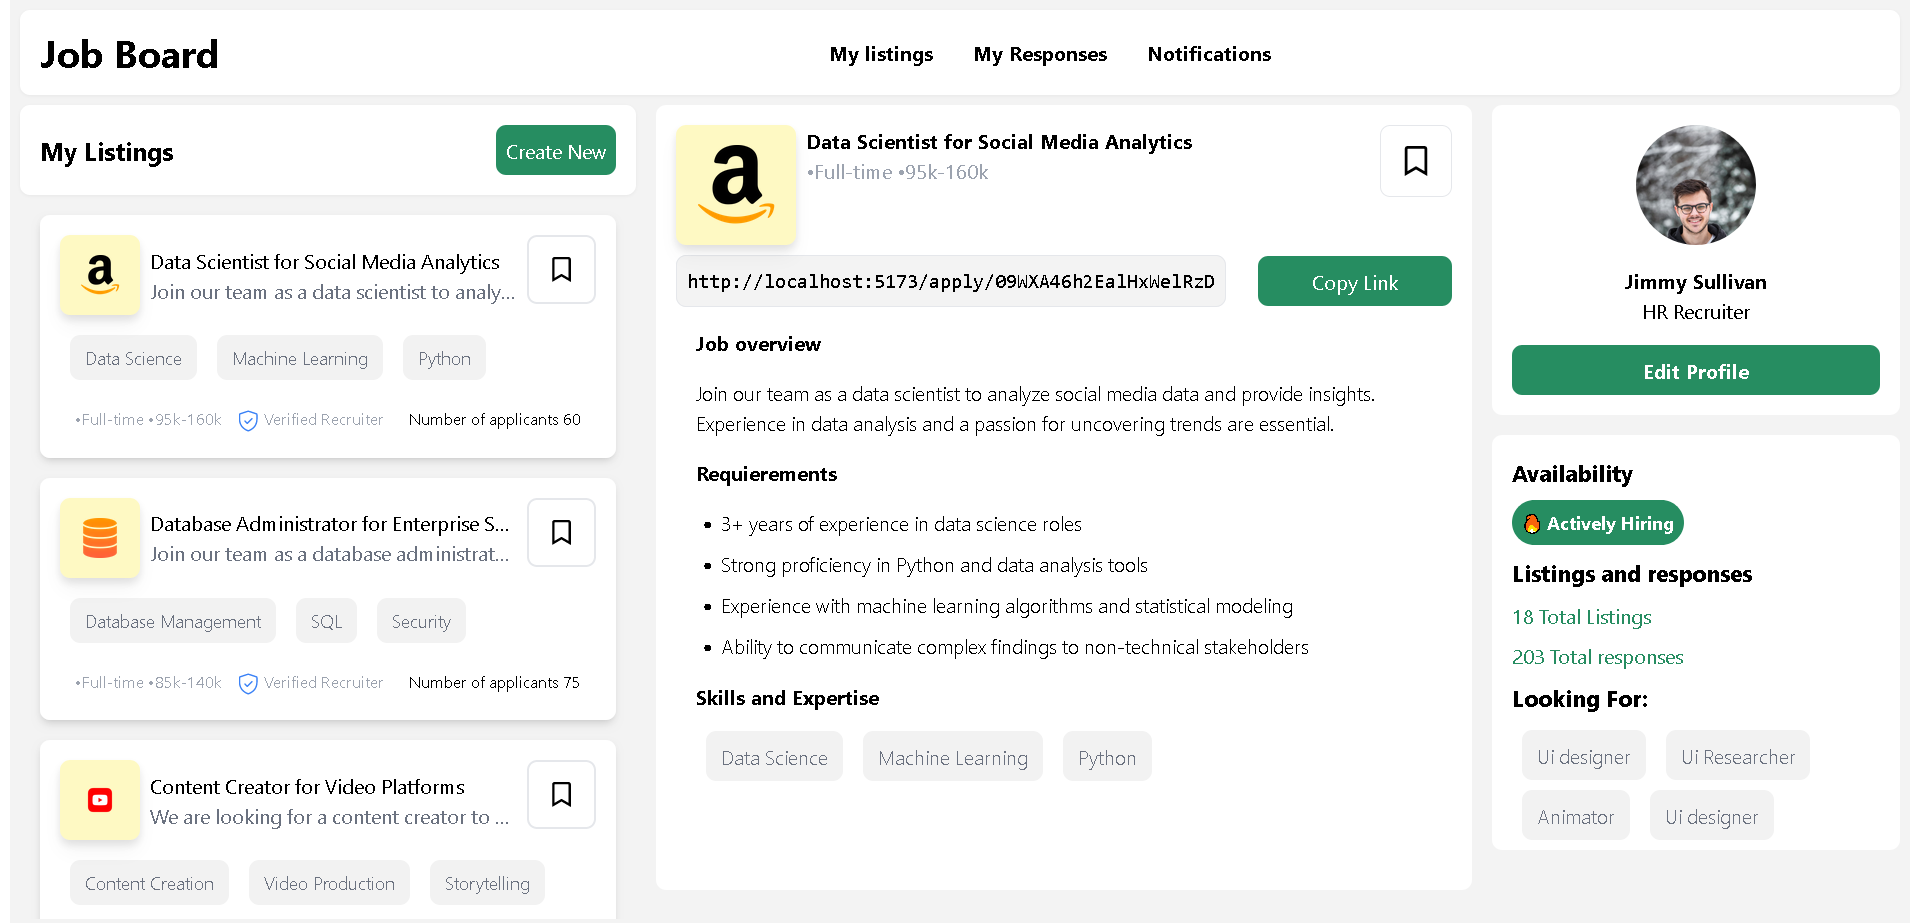 Job Board
My listings
My Responses
Notifications
My Listings
Create New
Data Scientist for Social Media Analytics
Join our team as a data scientist to analy...
Data Science
Machine Learning
Python
•Full-time •95k-160k
Verified Recruiter
Number of applicants 60
Database Administrator for Enterprise S...
Join our team as a database administrat...
Database Management
SQL
Security
•Full-time •85k-140k
Verified Recruiter
Number of applicants 75
Content Creator for Video Platforms
We are looking for a content creator to ...
Content Creation
Video Production
Storytelling
Data Scientist for Social Media Analytics
•Full-time •95k-160k
http://localhost:5173/apply/09WXA46h2EalHxWelRzD
Copy Link
Job overview
Join our team as a data scientist to analyze social media data and provide insights.
Experience in data analysis and a passion for uncovering trends are essential.
Requierements
• 3+ years of experience in data science roles
• Strong proficiency in Python and data analysis tools
• Experience with machine learning algorithms and statistical modeling
• Ability to communicate complex findings to non-technical stakeholders
Skills and Expertise
Data Science
Machine Learning
Python
Jimmy Sullivan
HR Recruiter
Edit Profile
Availability
🔥 Actively Hiring
Listings and responses
18 Total Listings
203 Total responses
Looking For:
Ui designer
Ui Researcher
Animator
Ui designer